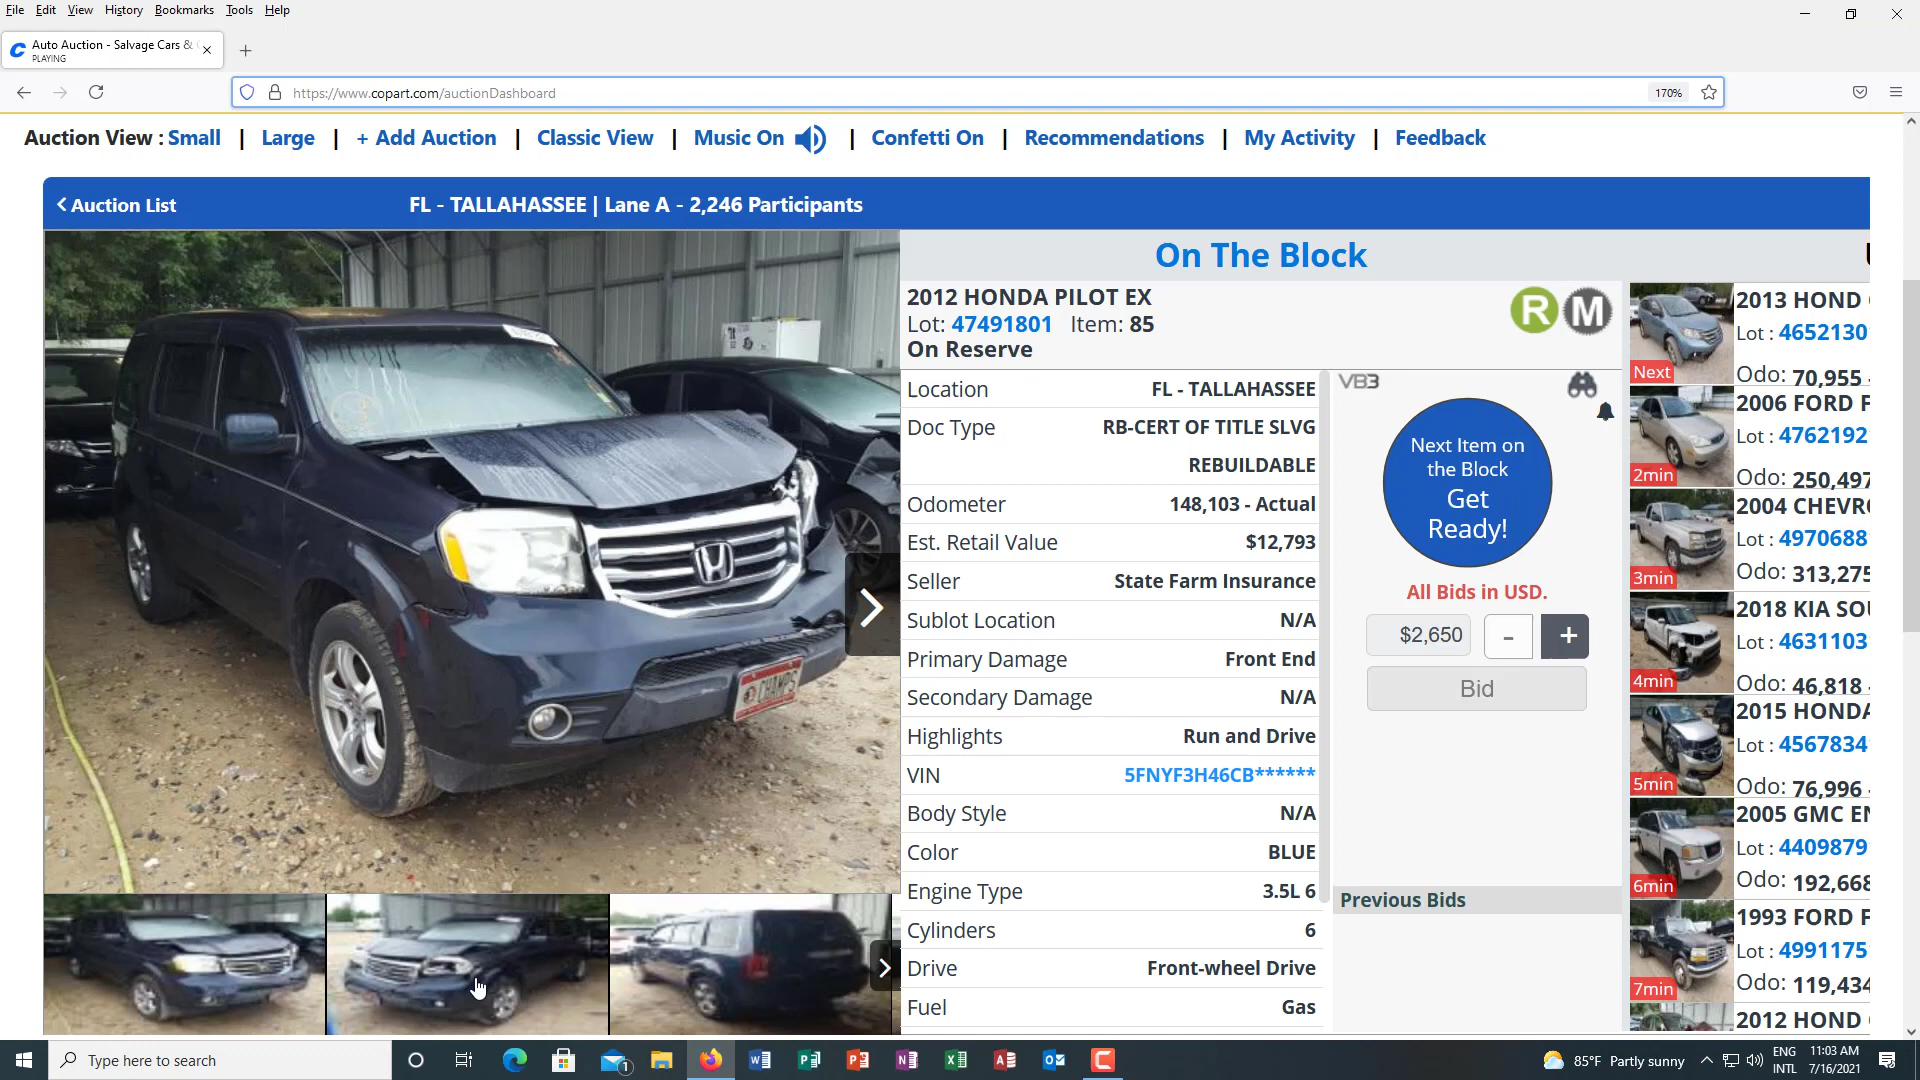 File Edit View History Bookmarks Tools Help
Auto Auction - Salvage Cars &
PLAYING
https://www.copart.com/auctionDashboard
170%
Auction View : Small | Large | + Add Auction | Classic View | Music On | Confetti On | Recommendations | My Activity | Feedback
Auction List
FL - TALLAHASSEE | Lane A - 2,246 Participants
On The Block
2012 HONDA PILOT EX
Lot: 47491801 Item: 85
On Reserve
R M
Location FL - TALLAHASSEE
Doc Type RB-CERT OF TITLE SLVG
REBUILDABLE
Odometer 148,103 - Actual
Est. Retail Value $12,793
Seller State Farm Insurance
Sublot Location N/A
Primary Damage Front End
Secondary Damage N/A
Highlights Run and Drive
VIN 5FNYF3H46CB******
Body Style N/A
Color BLUE
Engine Type 3.5L 6
Cylinders 6
Drive Front-wheel Drive
Fuel Gas
VB3
Next Item on
the Block
Get
Ready!
All Bids in USD.
$2,650 - +
Bid
Previous Bids
2013 HOND
Lot : 4652130
Next
Odo: 70,955
2006 FORD F
Lot : 4762192
2min
Odo: 250,497
2004 CHEVR
Lot : 4970688
3min
Odo: 313,275
2018 KIA SOU
Lot : 4631103
4min
Odo: 46,818
2015 HONDA
Lot : 4567834
5min
Odo: 76,996
2005 GMC EN
Lot : 4409879
6min
Odo: 192,668
1993 FORD F
Lot : 4991175
7min
Odo: 119,434
2012 HOND
CHAMPS
Type here to search
1
85°F Partly sunny
ENG
INTL
11:03 AM
7/16/2021